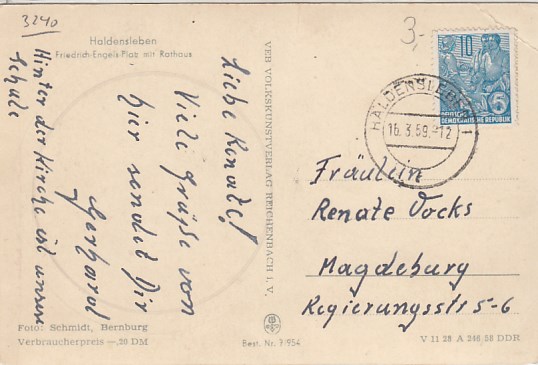 3240
Haldensleben
Friedrich-Engels-Platz mit Rathaus
Liebe Renate!
Viele Grüße von
hier sendet Dir
Gerharol
Hinter der Kirche ist unsere
Schule
Foto: Schmidt, Bernburg
Verbraucherpreis —,20 DM
VEB VOLKSKUNSTVERLAG REICHENBACH I. V.
Best. Nr. 7-954
3,-
10
DEUTSCHE
DEMOKRATISCHE REPUBLIK
HALDENSLEBEN 1
16.3.59.-12
Fräulein
Renate Vocks
Magdeburg
Regierungsstr 5-6
V 11 28 A 246/58 DDR